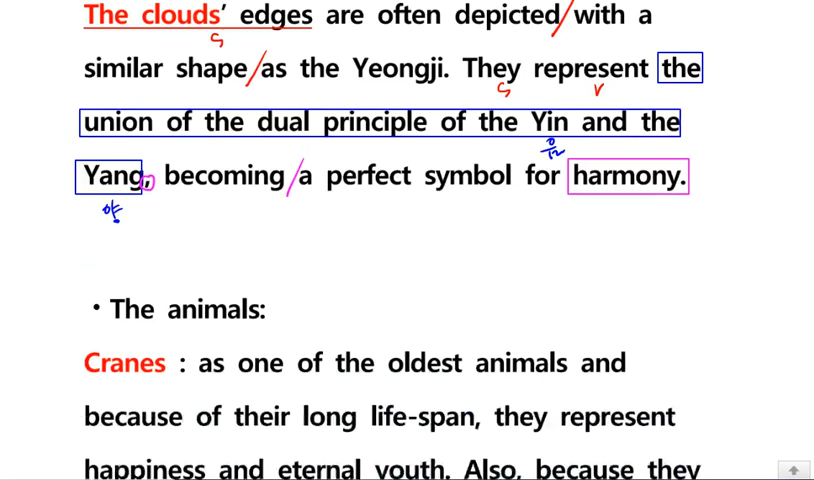 The clouds' edges are often depicted/with a
S
similar shape/as the Yeongji. They represent the
S V
union of the dual principle of the Yin and the
음
Yang, becoming/a perfect symbol for harmony.
양
• The animals:
Cranes : as one of the oldest animals and
because of their long life-span, they represent
happiness and eternal youth. Also, because they